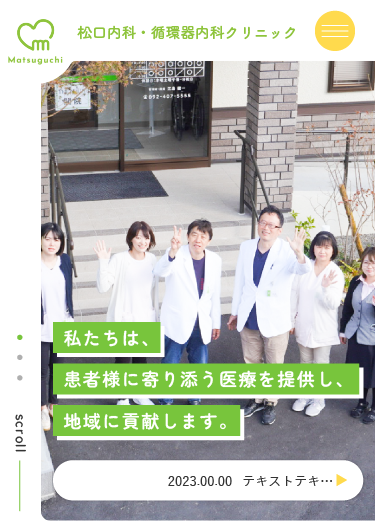 松口内科・循環器内科クリニック
Matsuguchi
私たちは、
患者様に寄り添う医療を提供し、
地域に貢献します。
scroll
2023.00.00 テキストテキ…